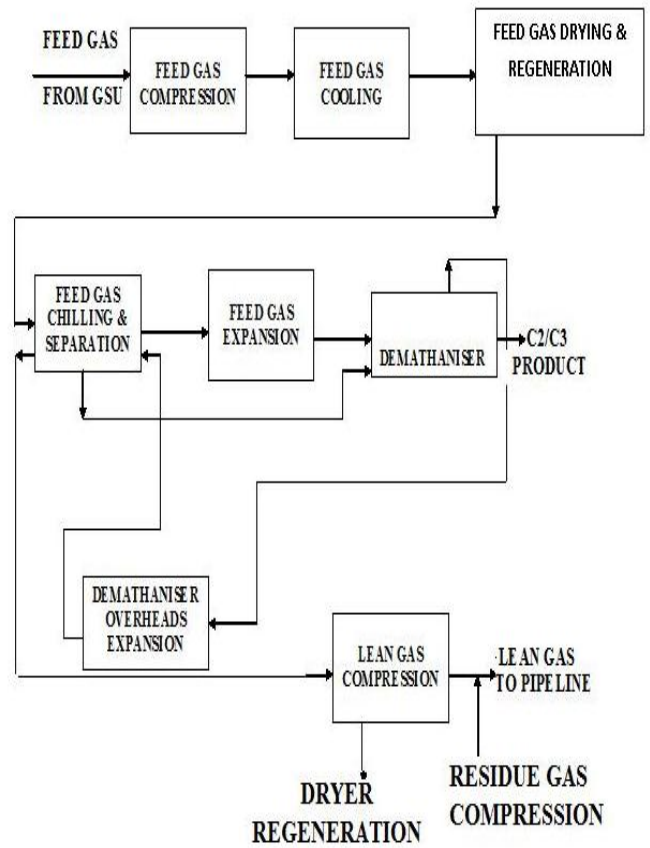 FEED GAS
FROM GSU
FEED GAS
COMPRESSION
FEED GAS
COOLING
FEED GAS DRYING &
REGENERATION
FEED GAS
CHILLING &
SEPARATION
FEED GAS
EXPANSION
DEMATHANISER
C2/C3
PRODUCT
DEMATHANISER
OVERHEADS
EXPANSION
LEAN GAS
COMPRESSION
LEAN GAS
TO PIPELINE
DRYER
REGENERATION
RESIDUE GAS
COMPRESSION